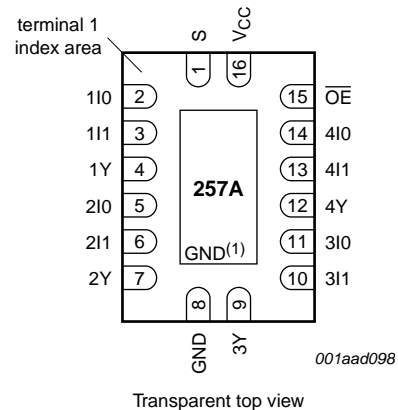 terminal 1
index area
S
VCC
1
16
1I0 2 15 OE
1I1 3 14 4I0
1Y 4 13 4I1
257A
2I0 5 12 4Y
2I1 6 11 3I0
GND(1)
2Y 7 10 3I1
8
9
GND
3Y
001aad098
Transparent top view